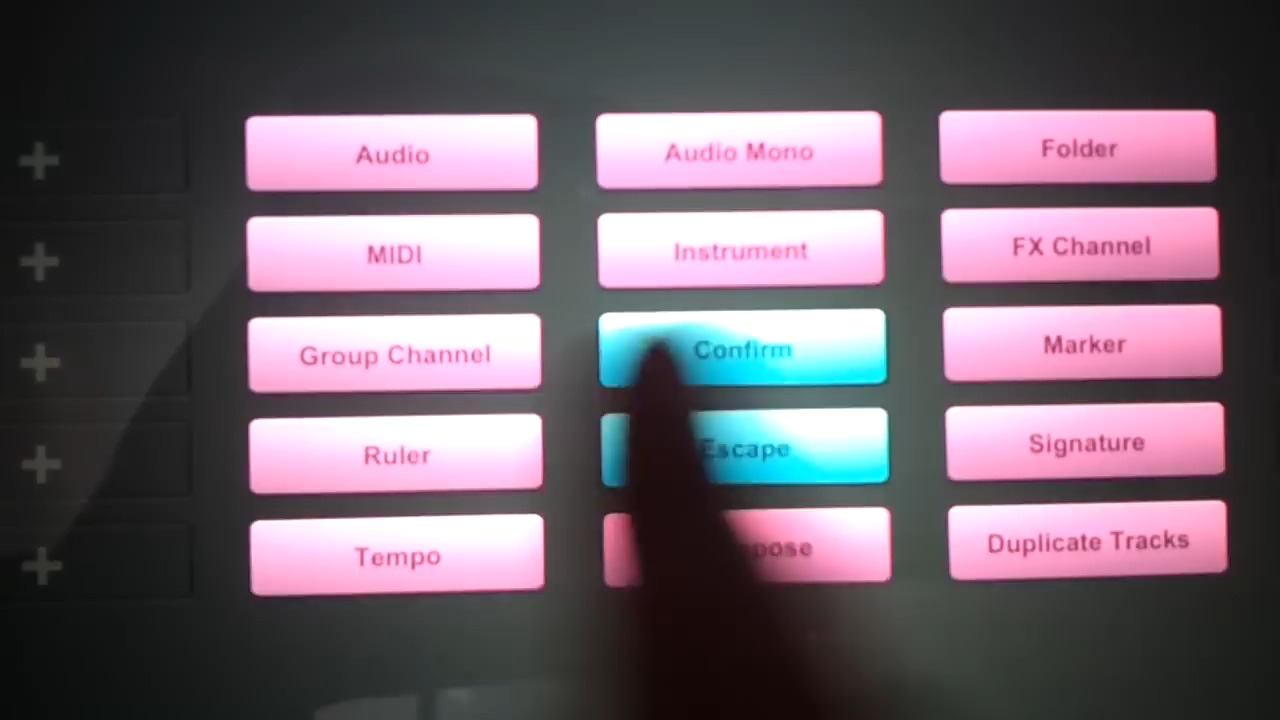 Audio
Audio Mono
Folder
MIDI
Instrument
FX Channel
Group Channel
Confirm
Marker
Ruler
Escape
Signature
Tempo
Duplicate Tracks